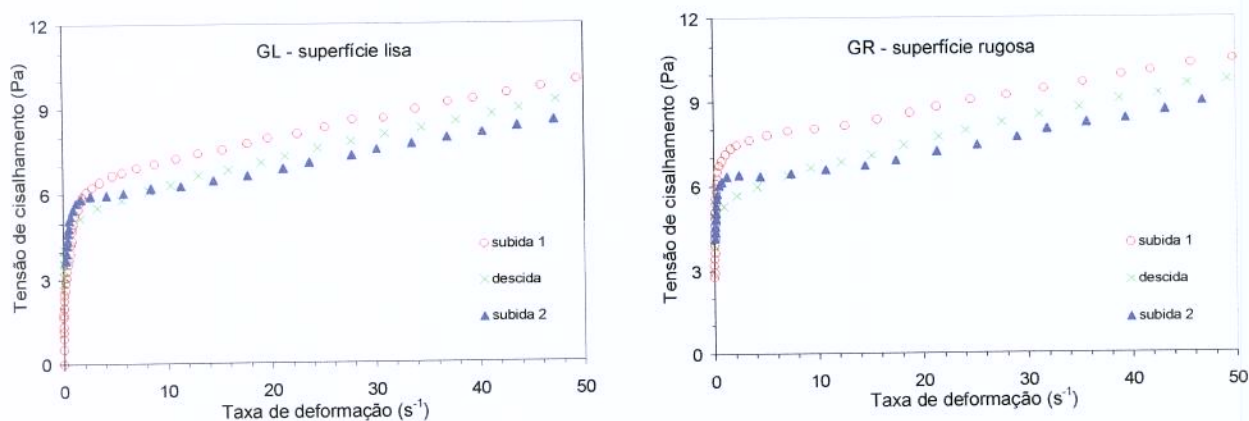 GL - superfície lisa
Tensão de cisalhamento (Pa)
12
9
6
3
0
subida 1
descida
subida 2
0 10 20 30 40 50
Taxa de deformação (s⁻¹)
GR - superfície rugosa
Tensão de cisalhamento (Pa)
12
9
6
3
0
subida 1
descida
subida 2
0 10 20 30 40 50
Taxa de deformação (s⁻¹)